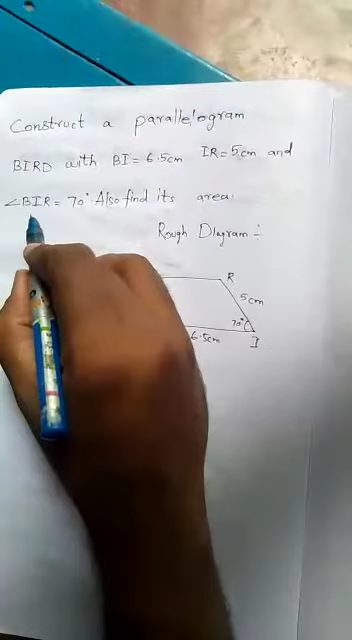 Construct a parallelogram
BIRD with BI = 6.5cm IR = 5cm and
∠BIR = 70°. Also find its area.
Rough Diagram :-
R
5cm
70°
6.5cm
I